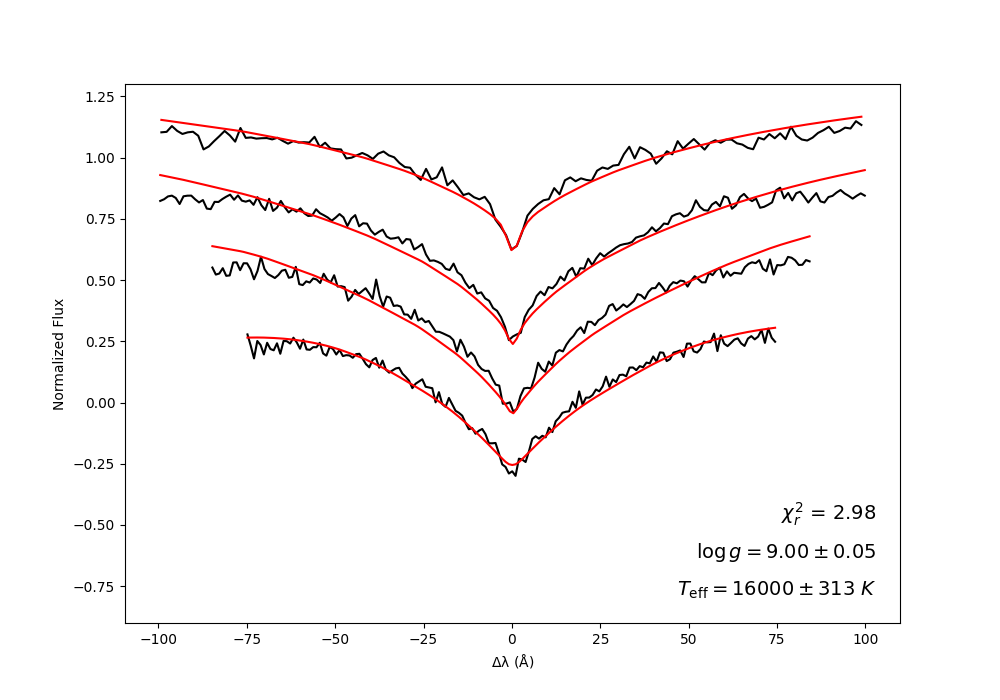 1.25
1.00
0.75
0.50
0.25
0.00
−0.25
−0.50
−0.75
Normalized Flux
χ²ᵣ = 2.98
log g = 9.00 ± 0.05
T_eff = 16000 ± 313 K
−100 −75 −50 −25 0 25 50 75 100
Δλ (Å)